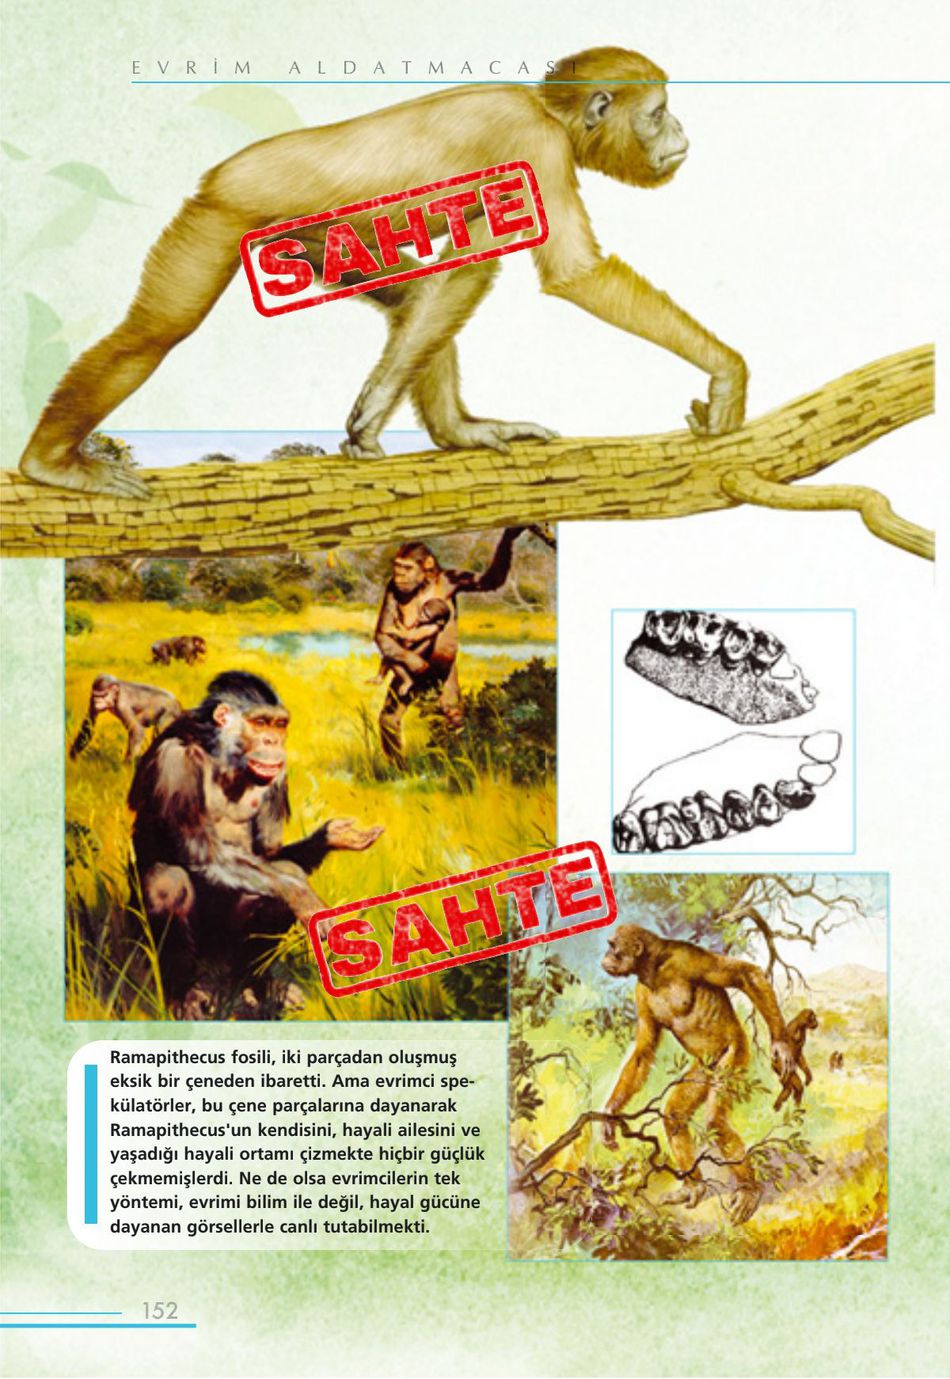 EVRİM ALDATMACASI
SAHTE
SAHTE
Ramapithecus fosili, iki parçadan oluşmuş
eksik bir çeneden ibaretti. Ama evrimci spe-
külatörler, bu çene parçalarına dayanarak
Ramapithecus'un kendisini, hayali ailesini ve
yaşadığı hayali ortamı çizmekte hiçbir güçlük
çekmemişlerdi. Ne de olsa evrimcilerin tek
yöntemi, evrimi bilim ile değil, hayal gücüne
dayanan görsellerle canlı tutabilmekti.
152